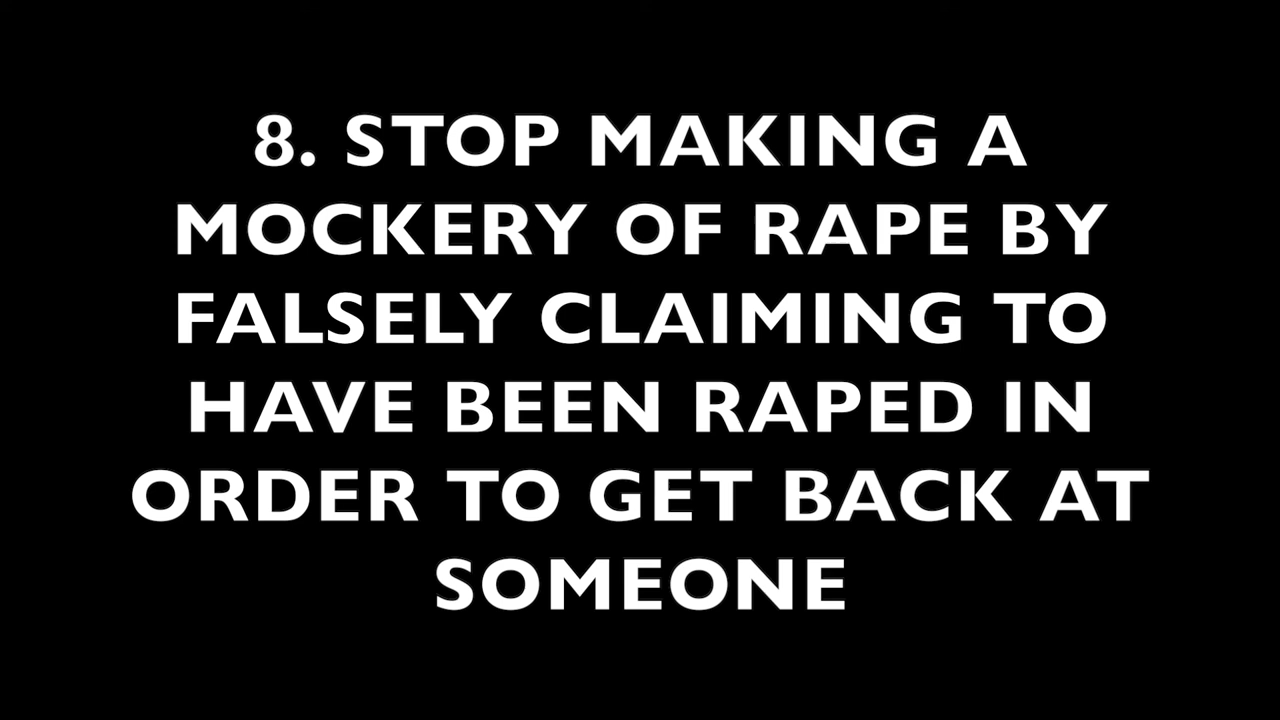 8. STOP MAKING A
MOCKERY OF RAPE BY
FALSELY CLAIMING TO
HAVE BEEN RAPED IN
ORDER TO GET BACK AT
SOMEONE